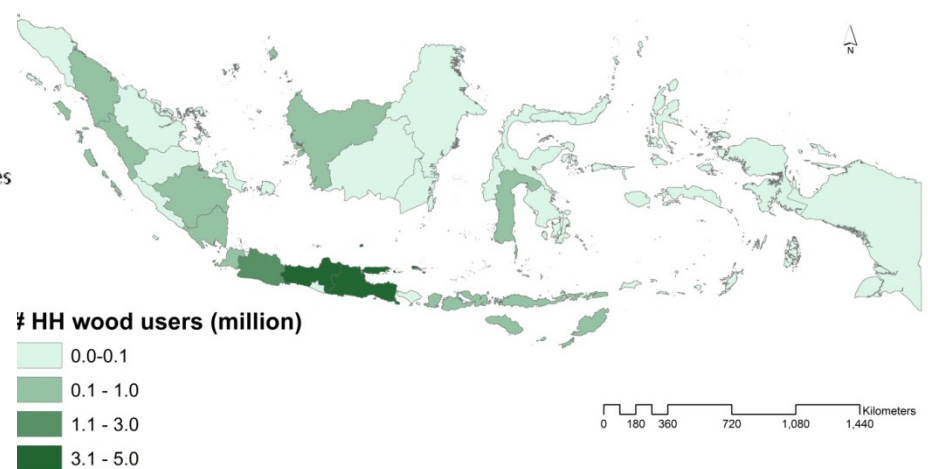 N
es
# HH wood users (million)
0.0-0.1
0.1 - 1.0
1.1 - 3.0
3.1 - 5.0
Kilometers
0 180 360 720 1,080 1,440